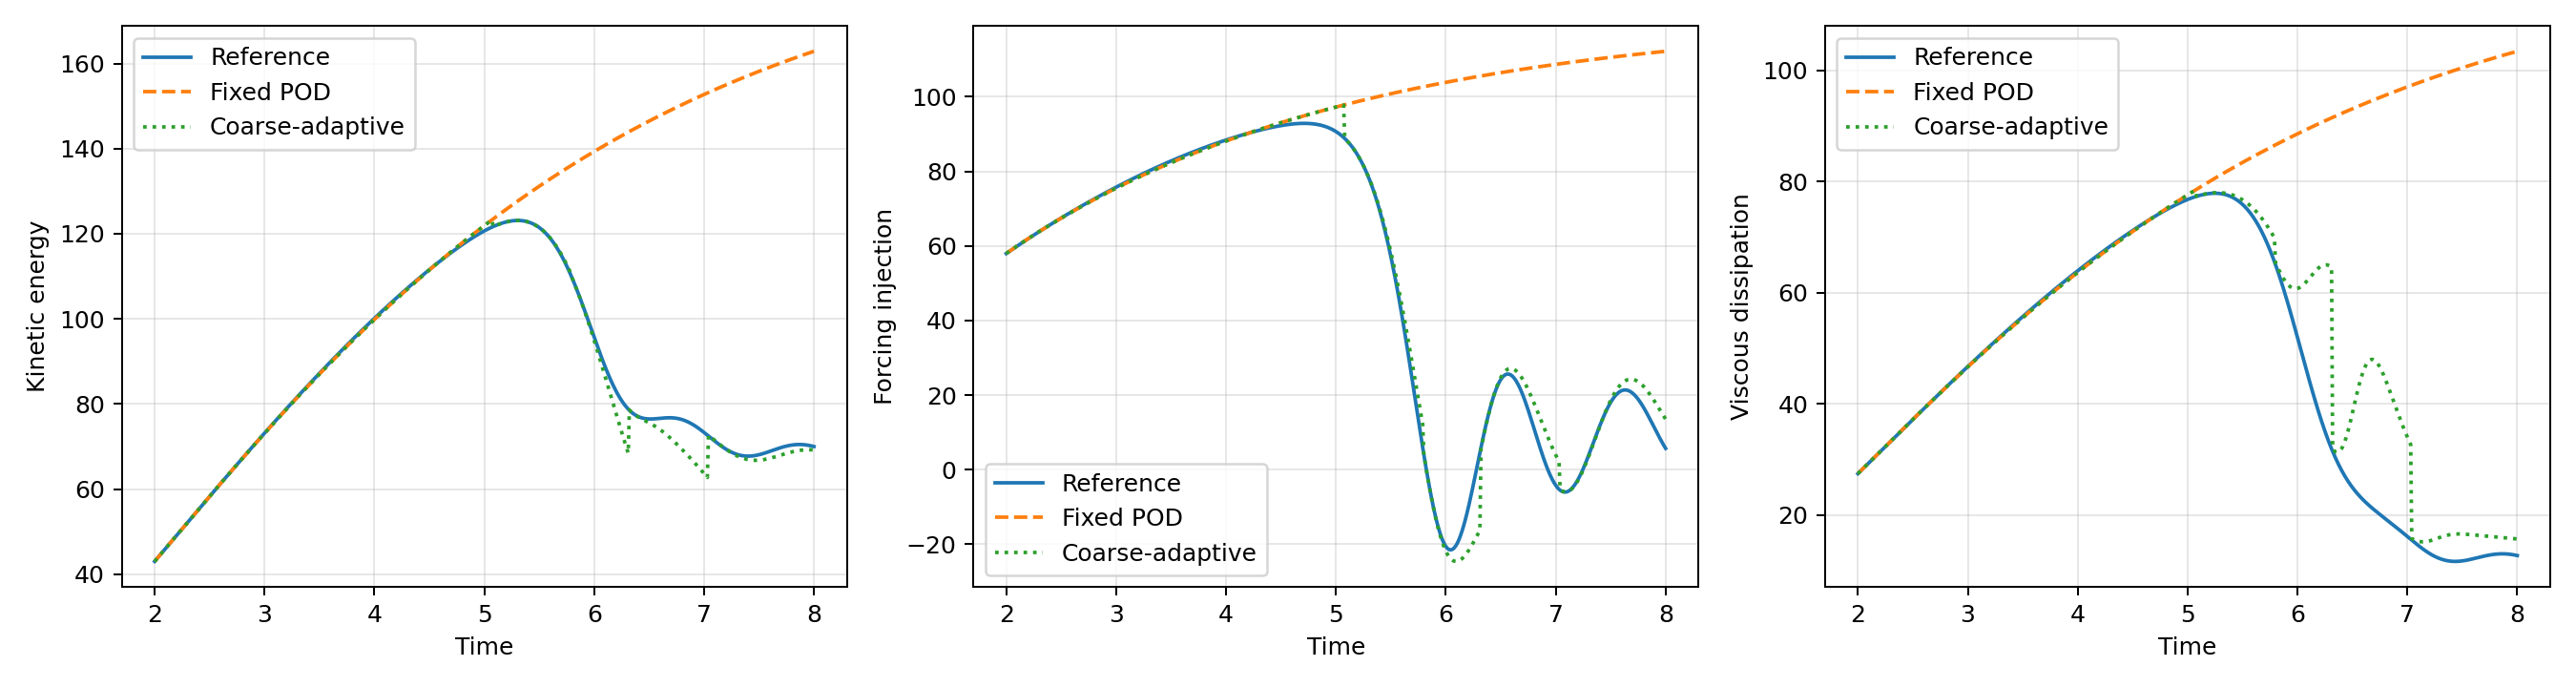 Kinetic energy
160
140
120
100
80
60
40
Reference
Fixed POD
Coarse-adaptive
2 3 4 5 6 7 8
Time
Forcing injection
100
80
60
40
20
0
−20
Reference
Fixed POD
Coarse-adaptive
2 3 4 5 6 7 8
Time
Viscous dissipation
100
80
60
40
20
Reference
Fixed POD
Coarse-adaptive
2 3 4 5 6 7 8
Time